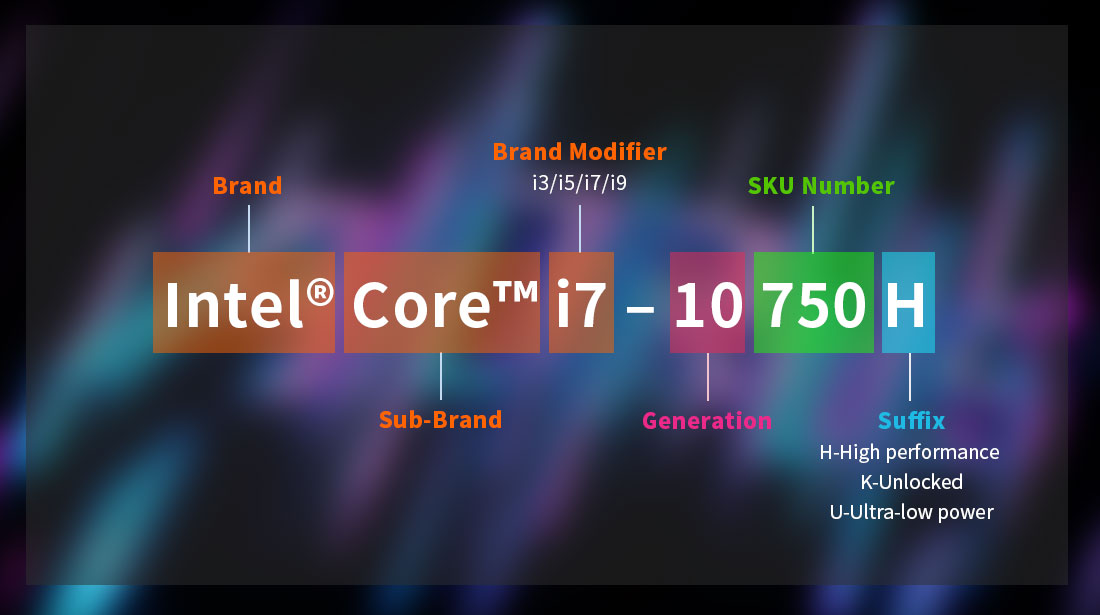 Brand Modifier
i3/i5/i7/i9
Brand
SKU Number
Intel® Core™ i7 – 10 750 H
Sub-Brand
Generation
Suffix
H-High performance
K-Unlocked
U-Ultra-low power